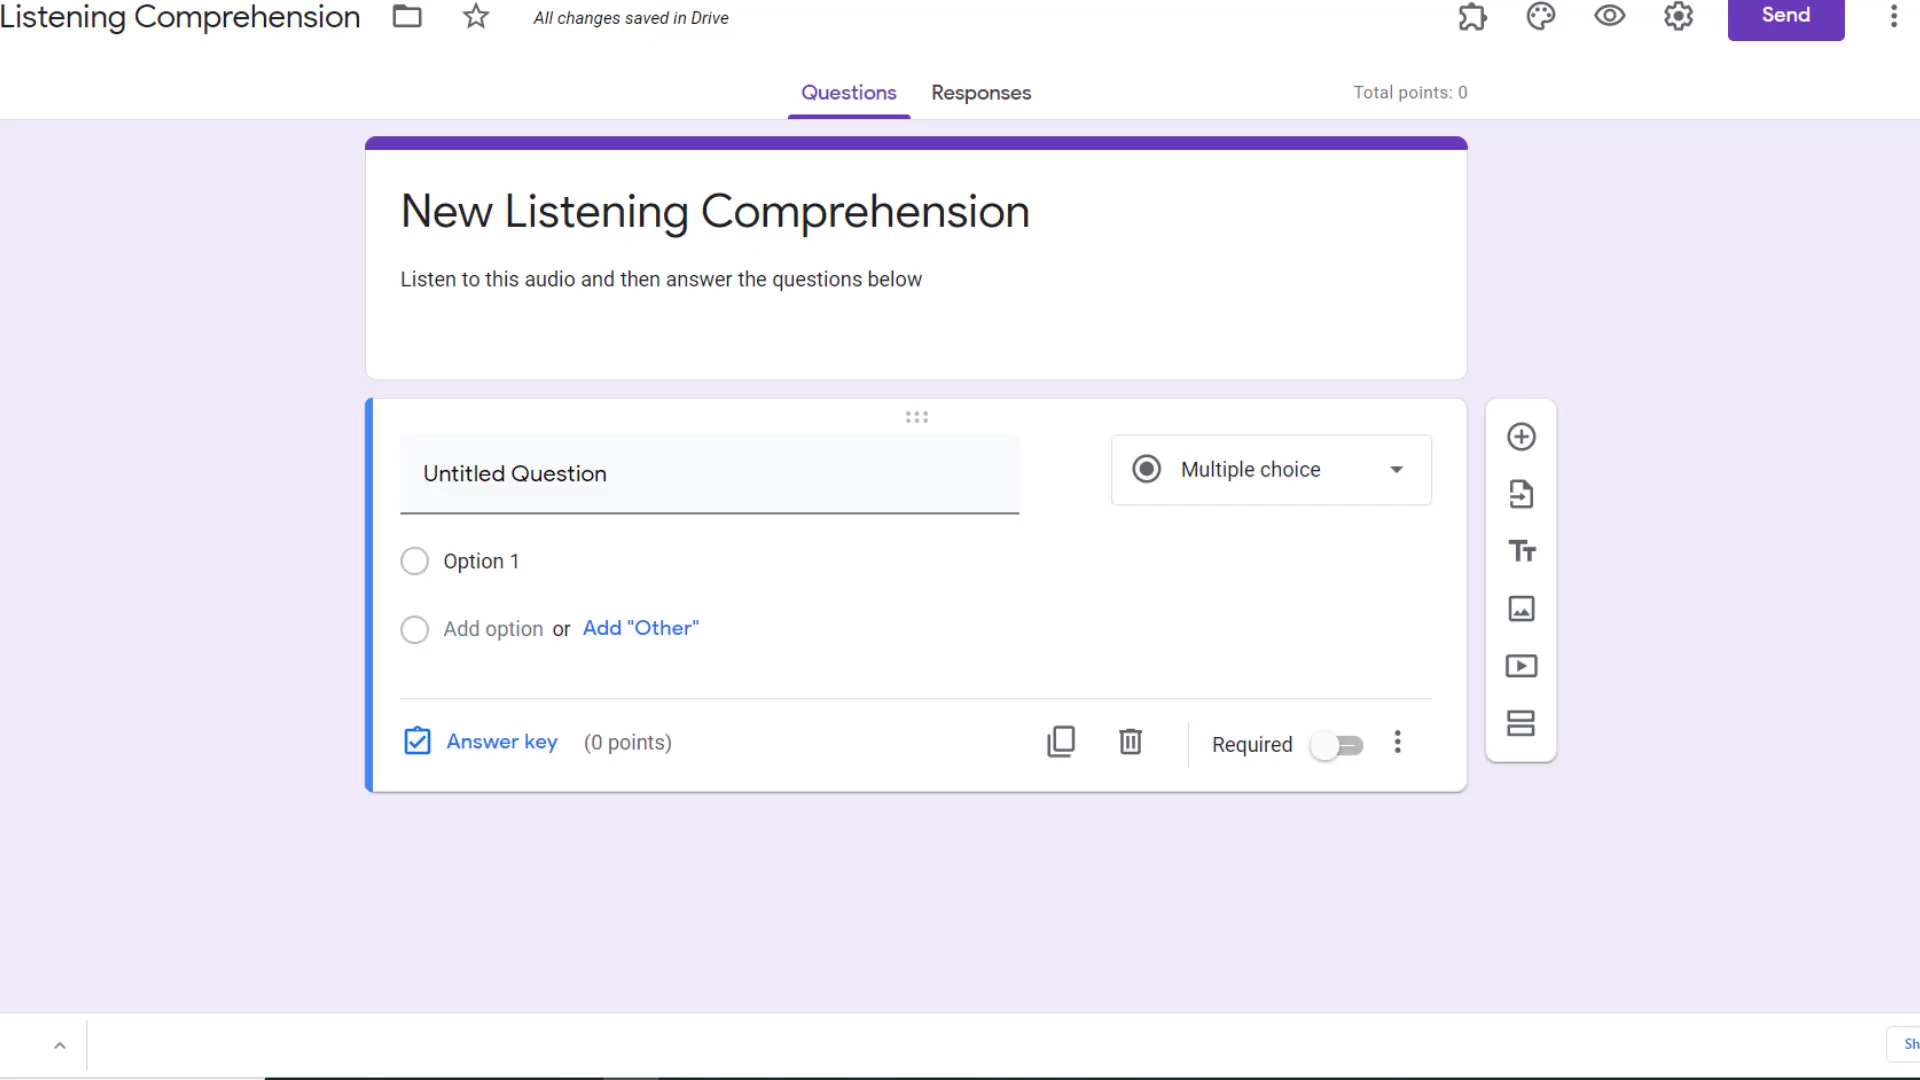 Listening Comprehension
All changes saved in Drive
Send
Questions
Responses
Total points: 0
New Listening Comprehension
Listen to this audio and then answer the questions below
Untitled Question
Multiple choice
Option 1
Add option or Add "Other"
TT
Answer key (0 points)
Required
Sh